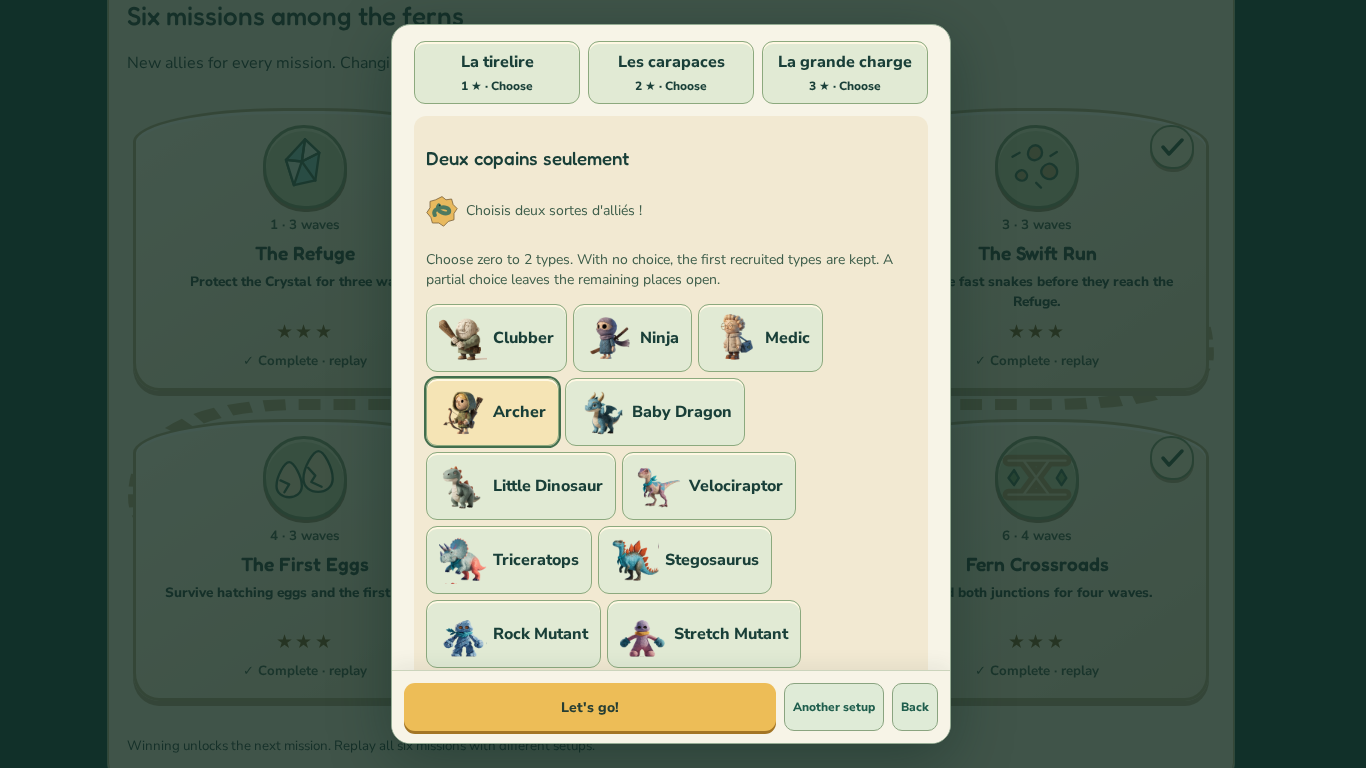 Six missions among the ferns
New allies for every mission. Changi
La tirelire
1 ★ · Choose
Les carapaces
2 ★ · Choose
La grande charge
3 ★ · Choose
Deux copains seulement
Choisis deux sortes d'alliés !
Choose zero to 2 types. With no choice, the first recruited types are kept. A
partial choice leaves the remaining places open.
Clubber
Ninja
Medic
Archer
Baby Dragon
Little Dinosaur
Velociraptor
Triceratops
Stegosaurus
Rock Mutant
Stretch Mutant
Let's go!
Another setup
Back
1 · 3 waves
The Refuge
Protect the Crystal for three wa
★★★
✓ Complete · replay
3 · 3 waves
The Swift Run
fast snakes before they reach the
Refuge.
★★★
✓ Complete · replay
4 · 3 waves
The First Eggs
Survive hatching eggs and the first
★★★
✓ Complete · replay
6 · 4 waves
Fern Crossroads
both junctions for four waves.
★★★
✓ Complete · replay
Winning unlocks the next mission. Replay all six missions with different setups.